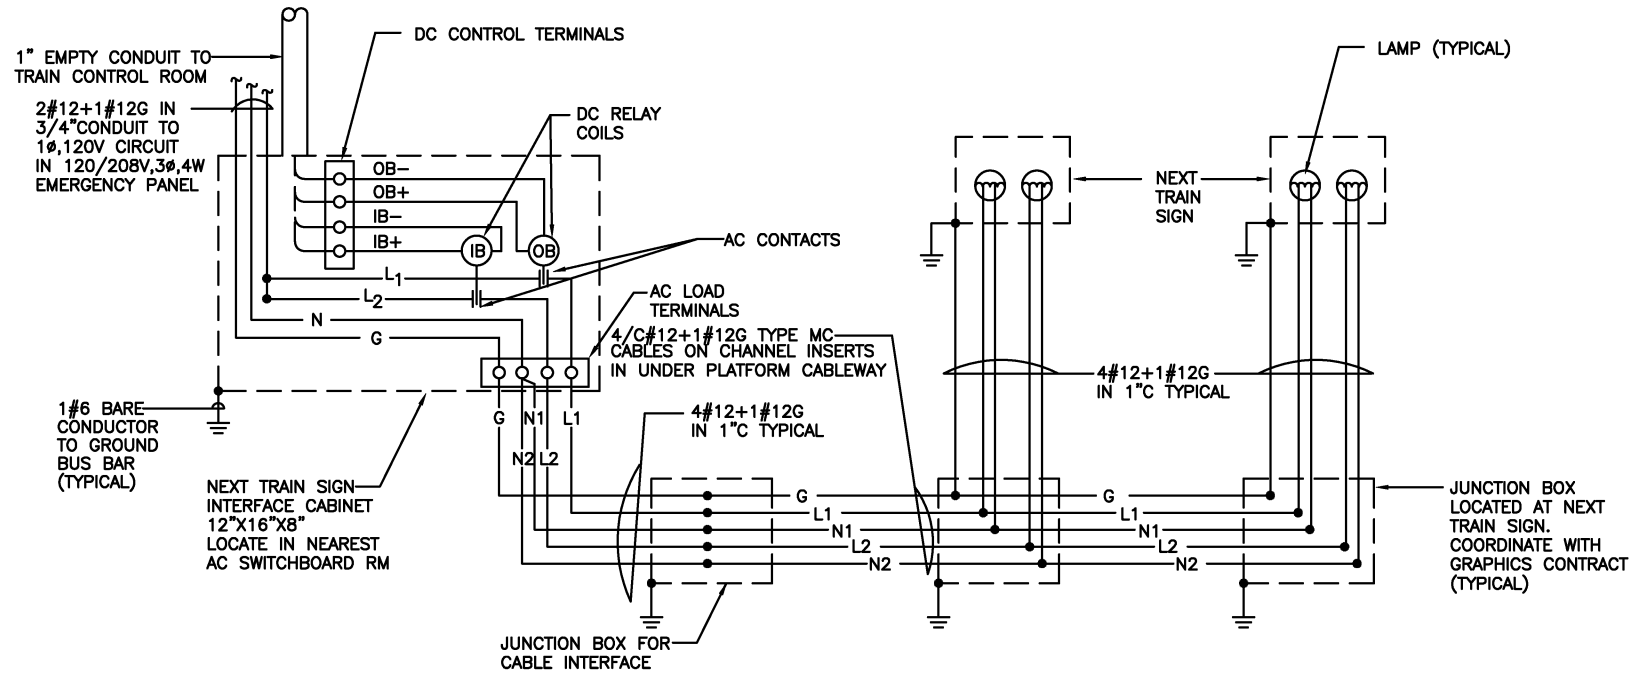 DC CONTROL TERMINALS
LAMP (TYPICAL)
1" EMPTY CONDUIT TO
TRAIN CONTROL ROOM
2#12+1#12G IN
3/4"CONDUIT TO
1ø,120V CIRCUIT
IN 120/208V,3ø,4W
EMERGENCY PANEL
DC RELAY
COILS
OB-
OB+
IB-
IB+
IB
OB
NEXT
TRAIN
SIGN
AC CONTACTS
L1
L2
N
G
AC LOAD
TERMINALS
4/C#12+1#12G TYPE MC
CABLES ON CHANNEL INSERTS
IN UNDER PLATFORM CABLEWAY
4#12+1#12G
IN 1"C TYPICAL
1#6 BARE
CONDUCTOR
TO GROUND
BUS BAR
(TYPICAL)
G
N1
L1
N2
L2
4#12+1#12G
IN 1"C TYPICAL
NEXT TRAIN SIGN
INTERFACE CABINET
12"X16"X8"
LOCATE IN NEAREST
AC SWITCHBOARD RM
G
L1
N1
L2
N2
G
L1
N1
L2
N2
JUNCTION BOX
LOCATED AT NEXT
TRAIN SIGN.
COORDINATE WITH
GRAPHICS CONTRACT
(TYPICAL)
JUNCTION BOX FOR
CABLE INTERFACE